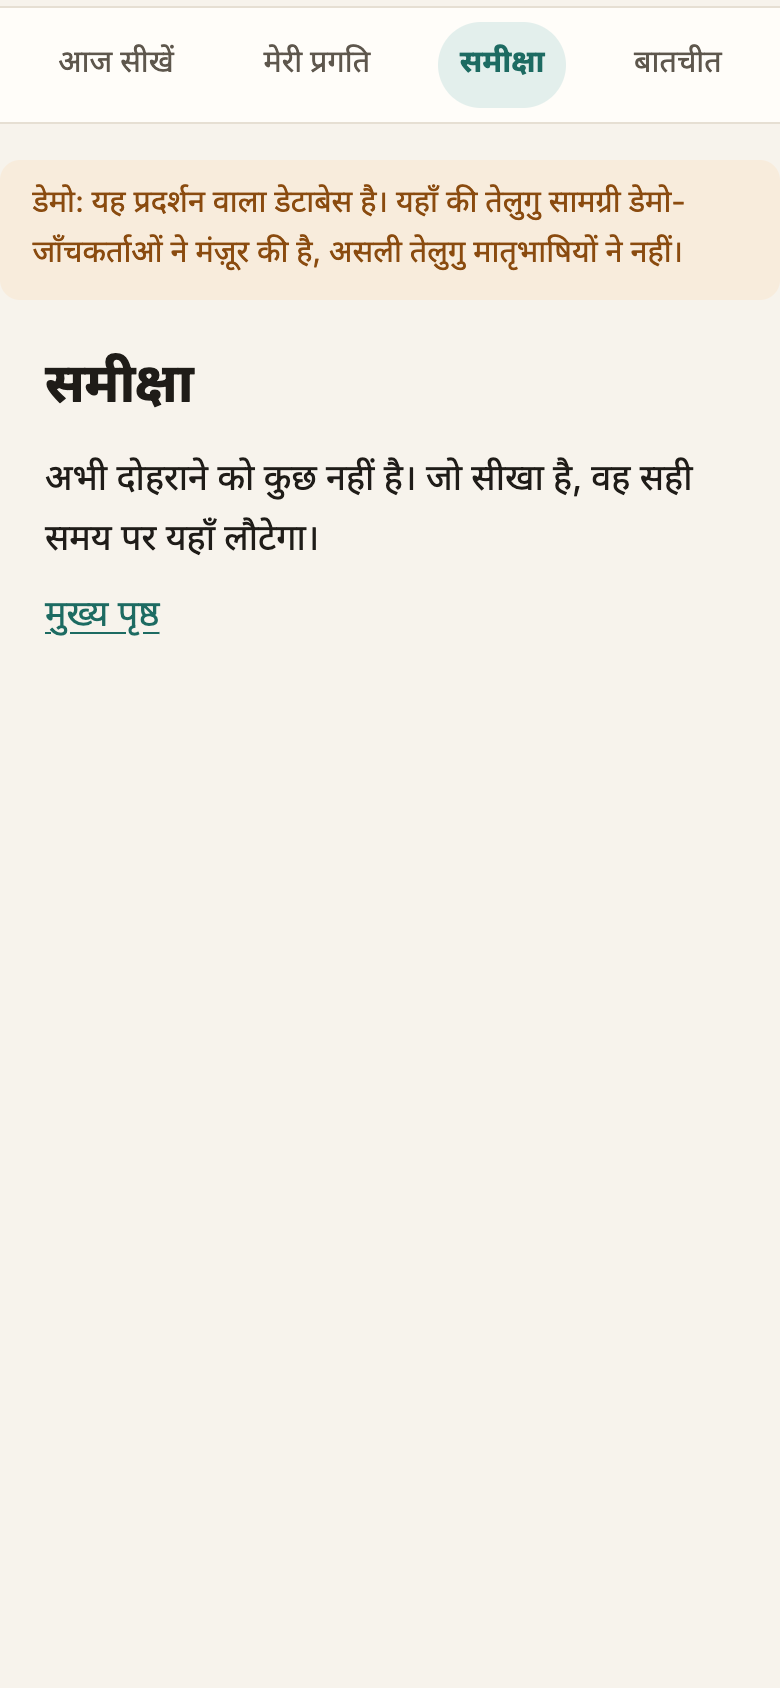 आज सीखें मेरी प्रगति समीक्षा बातचीत
डेमो: यह प्रदर्शन वाला डेटाबेस है। यहाँ की तेलुगु सामग्री डेमो-
जाँचकर्ताओं ने मंज़ूर की है, असली तेलुगु मातृभाषियों ने नहीं।
समीक्षा
अभी दोहराने को कुछ नहीं है। जो सीखा है, वह सही
समय पर यहाँ लौटेगा।
मुख्य पृष्ठ